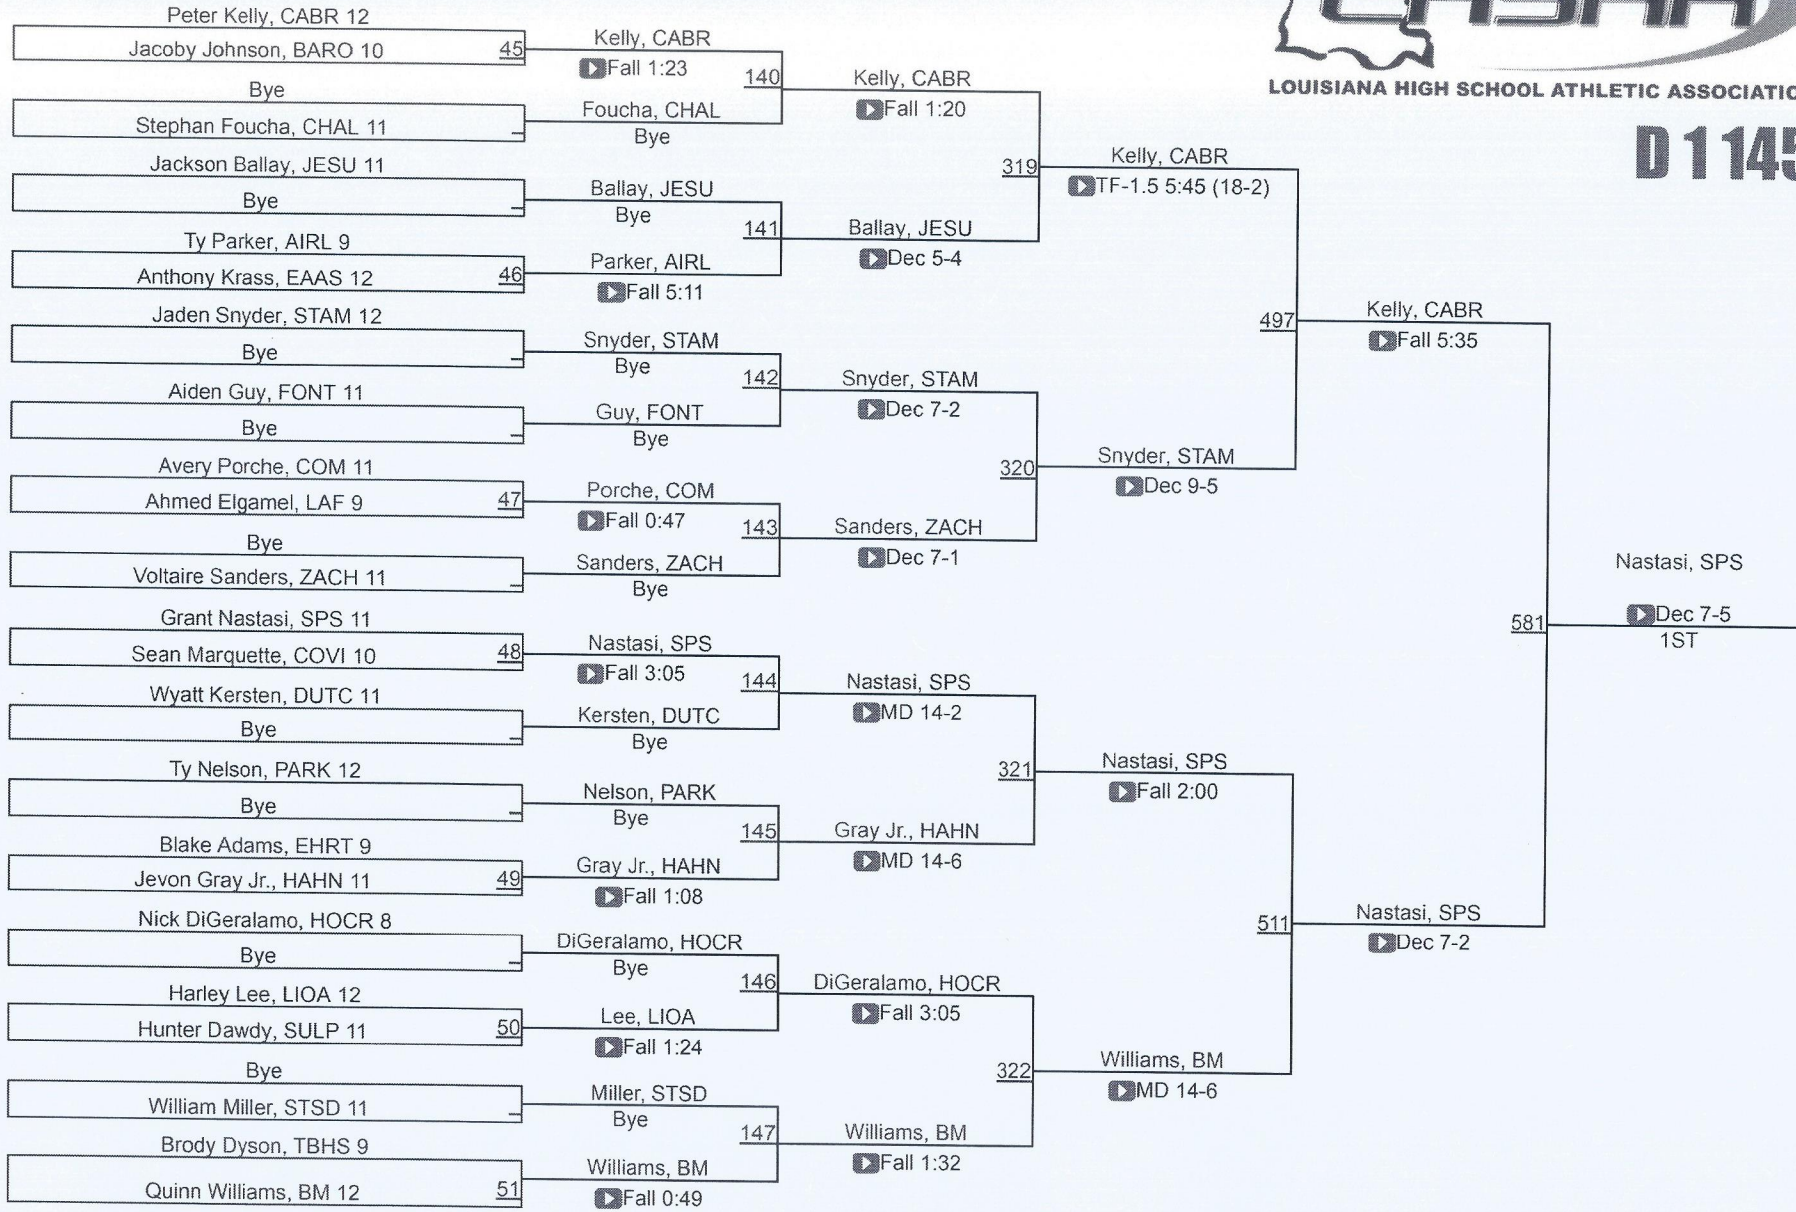 LHSAA
LOUISIANA HIGH SCHOOL ATHLETIC ASSOCIATIO
D 1 145
Peter Kelly, CABR 12
Jacoby Johnson, BARO 10
45
Bye
Stephan Foucha, CHAL 11
Jackson Ballay, JESU 11
Bye
Ty Parker, AIRL 9
Anthony Krass, EAAS 12
46
Jaden Snyder, STAM 12
Bye
Aiden Guy, FONT 11
Bye
Avery Porche, COM 11
Ahmed Elgamel, LAF 9
47
Bye
Voltaire Sanders, ZACH 11
Grant Nastasi, SPS 11
Sean Marquette, COVI 10
48
Wyatt Kersten, DUTC 11
Bye
Ty Nelson, PARK 12
Bye
Blake Adams, EHRT 9
Jevon Gray Jr., HAHN 11
49
Nick DiGeralamo, HOCR 8
Bye
Harley Lee, LIOA 12
Hunter Dawdy, SULP 11
50
Bye
William Miller, STSD 11
Brody Dyson, TBHS 9
Quinn Williams, BM 12
51
Kelly, CABR
Fall 1:23
140
Foucha, CHAL
Bye
Ballay, JESU
Bye
141
Parker, AIRL
Fall 5:11
Snyder, STAM
Bye
142
Guy, FONT
Bye
Porche, COM
Fall 0:47
143
Sanders, ZACH
Bye
Nastasi, SPS
Fall 3:05
144
Kersten, DUTC
Bye
Nelson, PARK
Bye
145
Gray Jr., HAHN
Fall 1:08
DiGeralamo, HOCR
Bye
146
Lee, LIOA
Fall 1:24
Miller, STSD
Bye
147
Williams, BM
Fall 0:49
Kelly, CABR
Fall 1:20
319
Ballay, JESU
Dec 5-4
Snyder, STAM
Dec 7-2
320
Sanders, ZACH
Dec 7-1
Nastasi, SPS
MD 14-2
321
Gray Jr., HAHN
MD 14-6
DiGeralamo, HOCR
Fall 3:05
322
Williams, BM
Fall 1:32
Kelly, CABR
TF-1.5 5:45 (18-2)
497
Snyder, STAM
Dec 9-5
Nastasi, SPS
Fall 2:00
511
Williams, BM
MD 14-6
Kelly, CABR
Fall 5:35
581
Nastasi, SPS
Dec 7-2
Nastasi, SPS
Dec 7-5
1ST